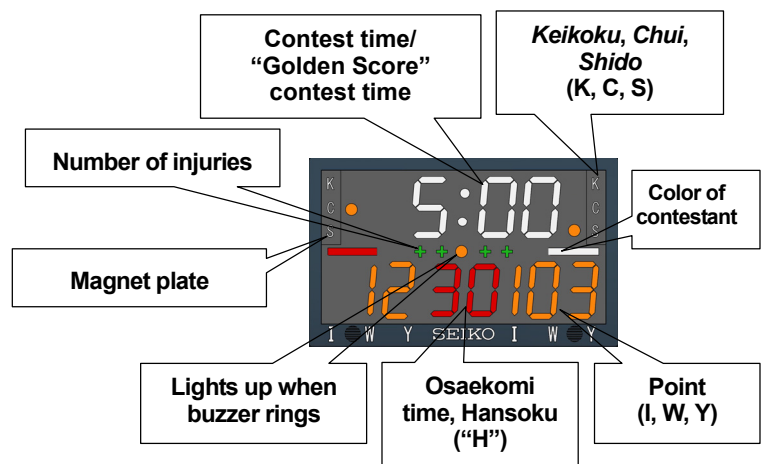 Contest time/
“Golden Score”
contest time
Keikoku, Chui,
Shido
(K, C, S)
Number of injuries
Color of
contestant
Magnet plate
K
C
S
5:00
K
C
S
12 30 103
I W Y SEIKO I W Y
Lights up when
buzzer rings
Osaekomi
time, Hansoku
(“H”)
Point
(I, W, Y)